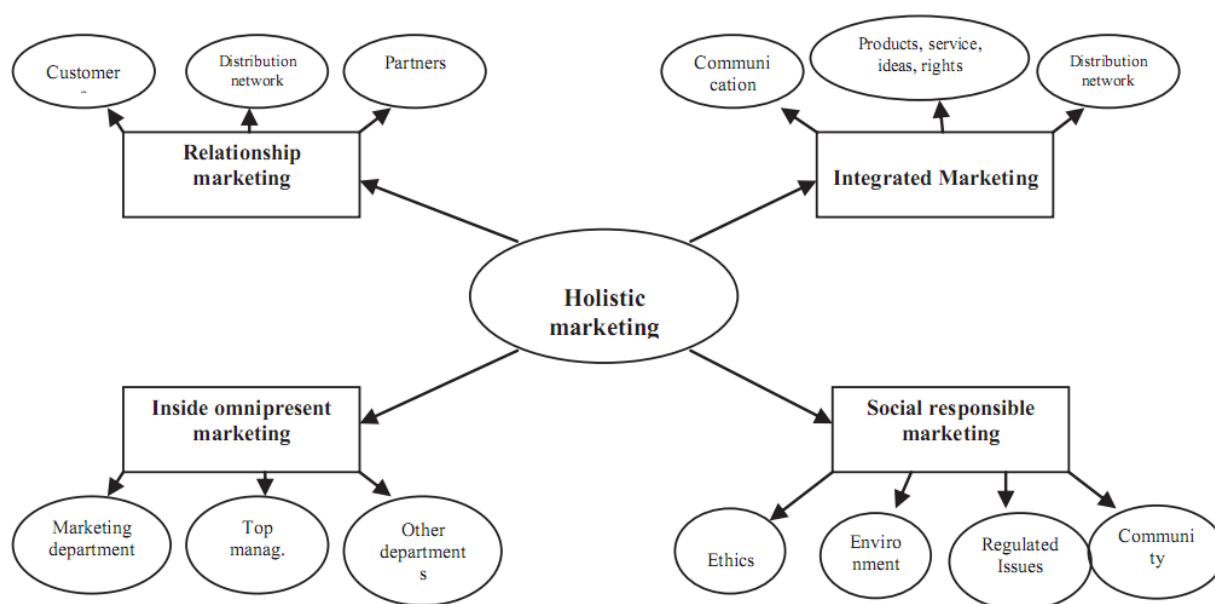 Customer
Distribution
network
Partners
Relationship
marketing
Communi
cation
Products, service,
ideas, rights
Distribution
network
Integrated Marketing
Holistic
marketing
Inside omnipresent
marketing
Marketing
department
Top
manag.
Other
department
s
Social responsible
marketing
Ethics
Enviro
nment
Regulated
Issues
Communi
ty